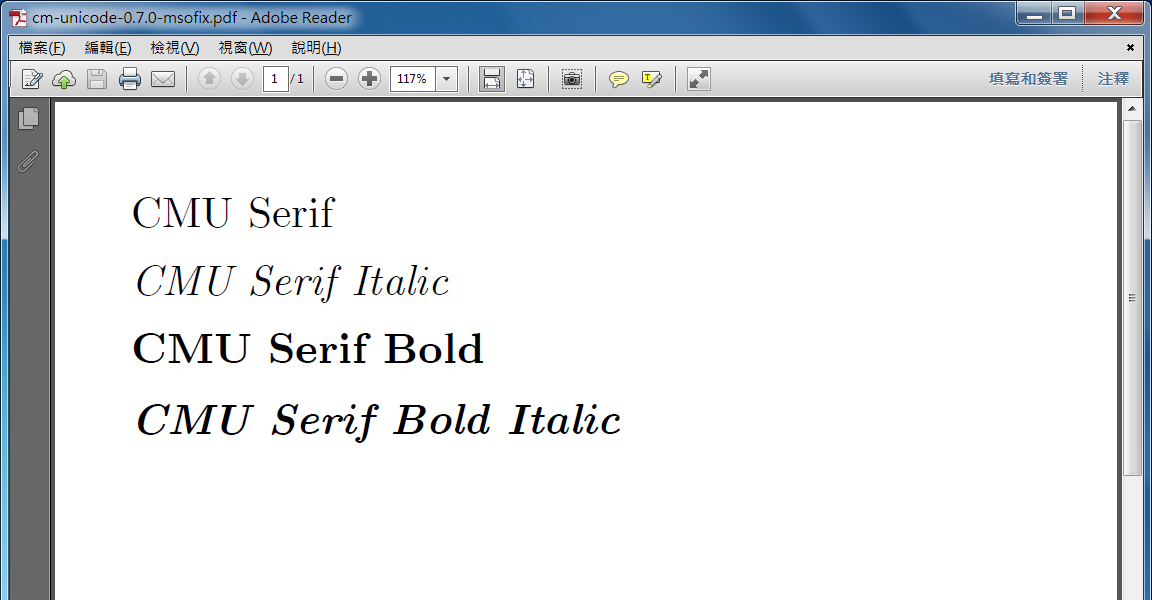 cm-unicode-0.7.0-msofix.pdf - Adobe Reader
檔案(F) 編輯(E) 檢視(V) 視窗(W) 說明(H)
1 / 1 117% 填寫和簽署 注釋
CMU Serif
CMU Serif Italic
CMU Serif Bold
CMU Serif Bold Italic